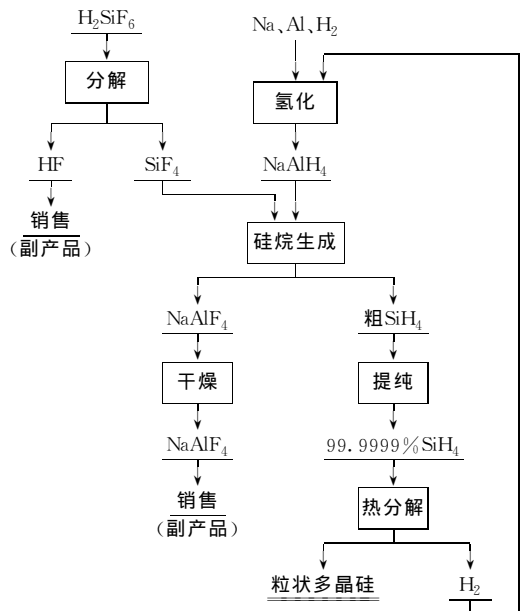 H₂SiF₆
Na、Al、H₂
分解
氢化
HF
SiF₄
NaAlH₄
销售
(副产品)
硅烷生成
NaAlF₄
粗SiH₄
干燥
提纯
NaAlF₄
99.9999%SiH₄
销售
(副产品)
热分解
粒状多晶硅
H₂